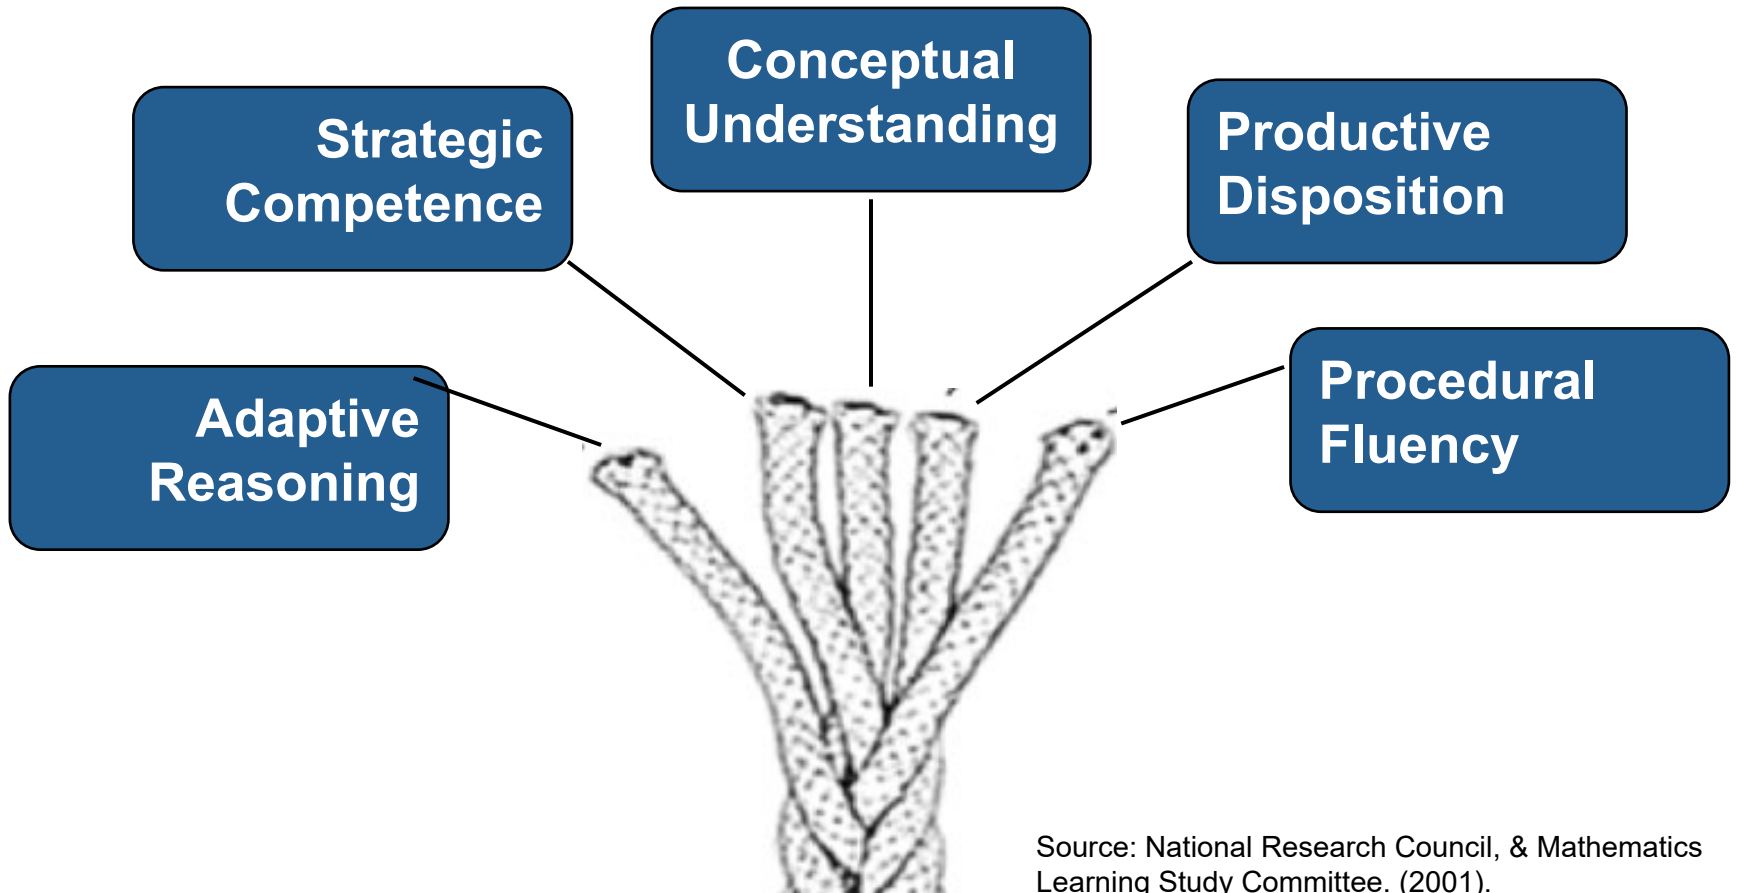 Conceptual
Understanding
Strategic
Competence
Productive
Disposition
Adaptive
Reasoning
Procedural
Fluency
Source: National Research Council, & Mathematics
Learning Study Committee. (2001).